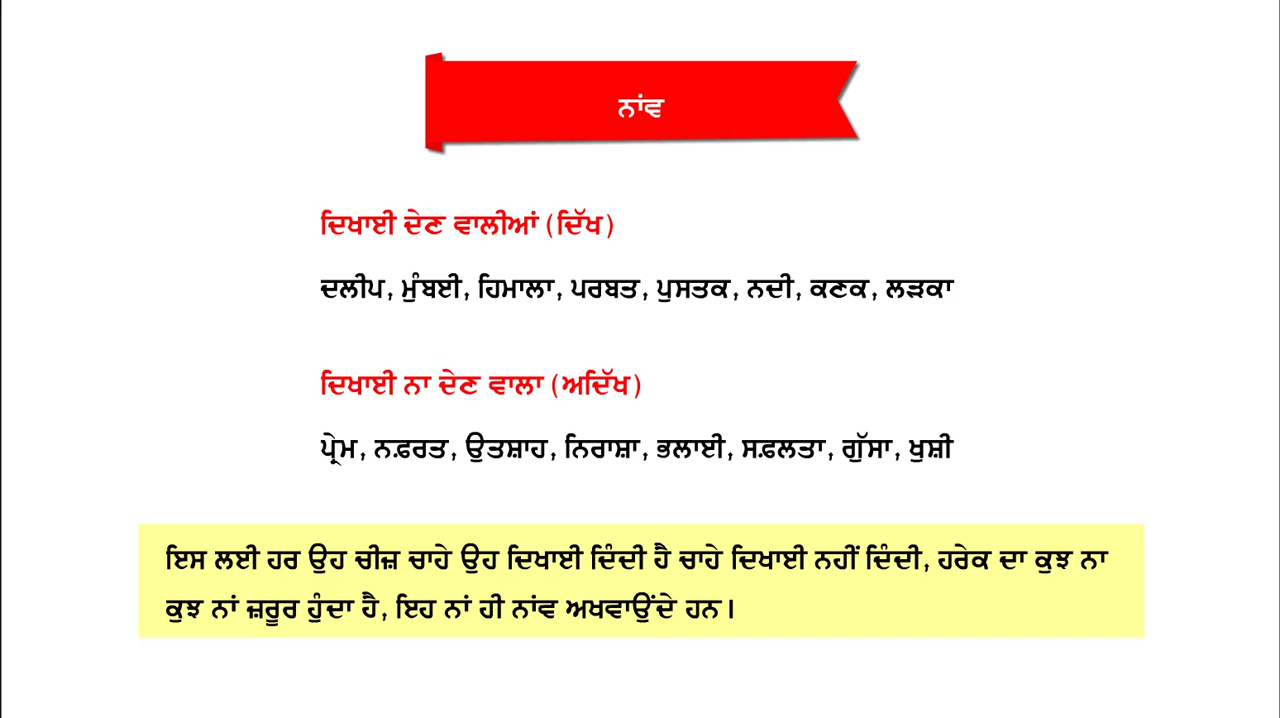 ਨਾਂਵ
ਦਿਖਾਈ ਦੇਣ ਵਾਲੀਆਂ (ਦਿੱਖ)
ਦਲੀਪ, ਮੁੰਬਈ, ਹਿਮਾਲਾ, ਪਰਬਤ, ਪੁਸਤਕ, ਨਦੀ, ਕਣਕ, ਲੜਕਾ
ਦਿਖਾਈ ਨਾ ਦੇਣ ਵਾਲਾ (ਅਦਿੱਖ)
ਪ੍ਰੇਮ, ਨਫ਼ਰਤ, ਉਤਸ਼ਾਹ, ਨਿਰਾਸ਼ਾ, ਭਲਾਈ, ਸਫ਼ਲਤਾ, ਗੁੱਸਾ, ਖੁਸ਼ੀ
ਇਸ ਲਈ ਹਰ ਉਹ ਚੀਜ਼ ਚਾਹੇ ਉਹ ਦਿਖਾਈ ਦਿੰਦੀ ਹੈ ਚਾਹੇ ਦਿਖਾਈ ਨਹੀਂ ਦਿੰਦੀ, ਹਰੇਕ ਦਾ ਕੁਝ ਨਾ
ਕੁਝ ਨਾਂ ਜ਼ਰੂਰ ਹੁੰਦਾ ਹੈ, ਇਹ ਨਾਂ ਹੀ ਨਾਂਵ ਅਖਵਾਉਂਦੇ ਹਨ।